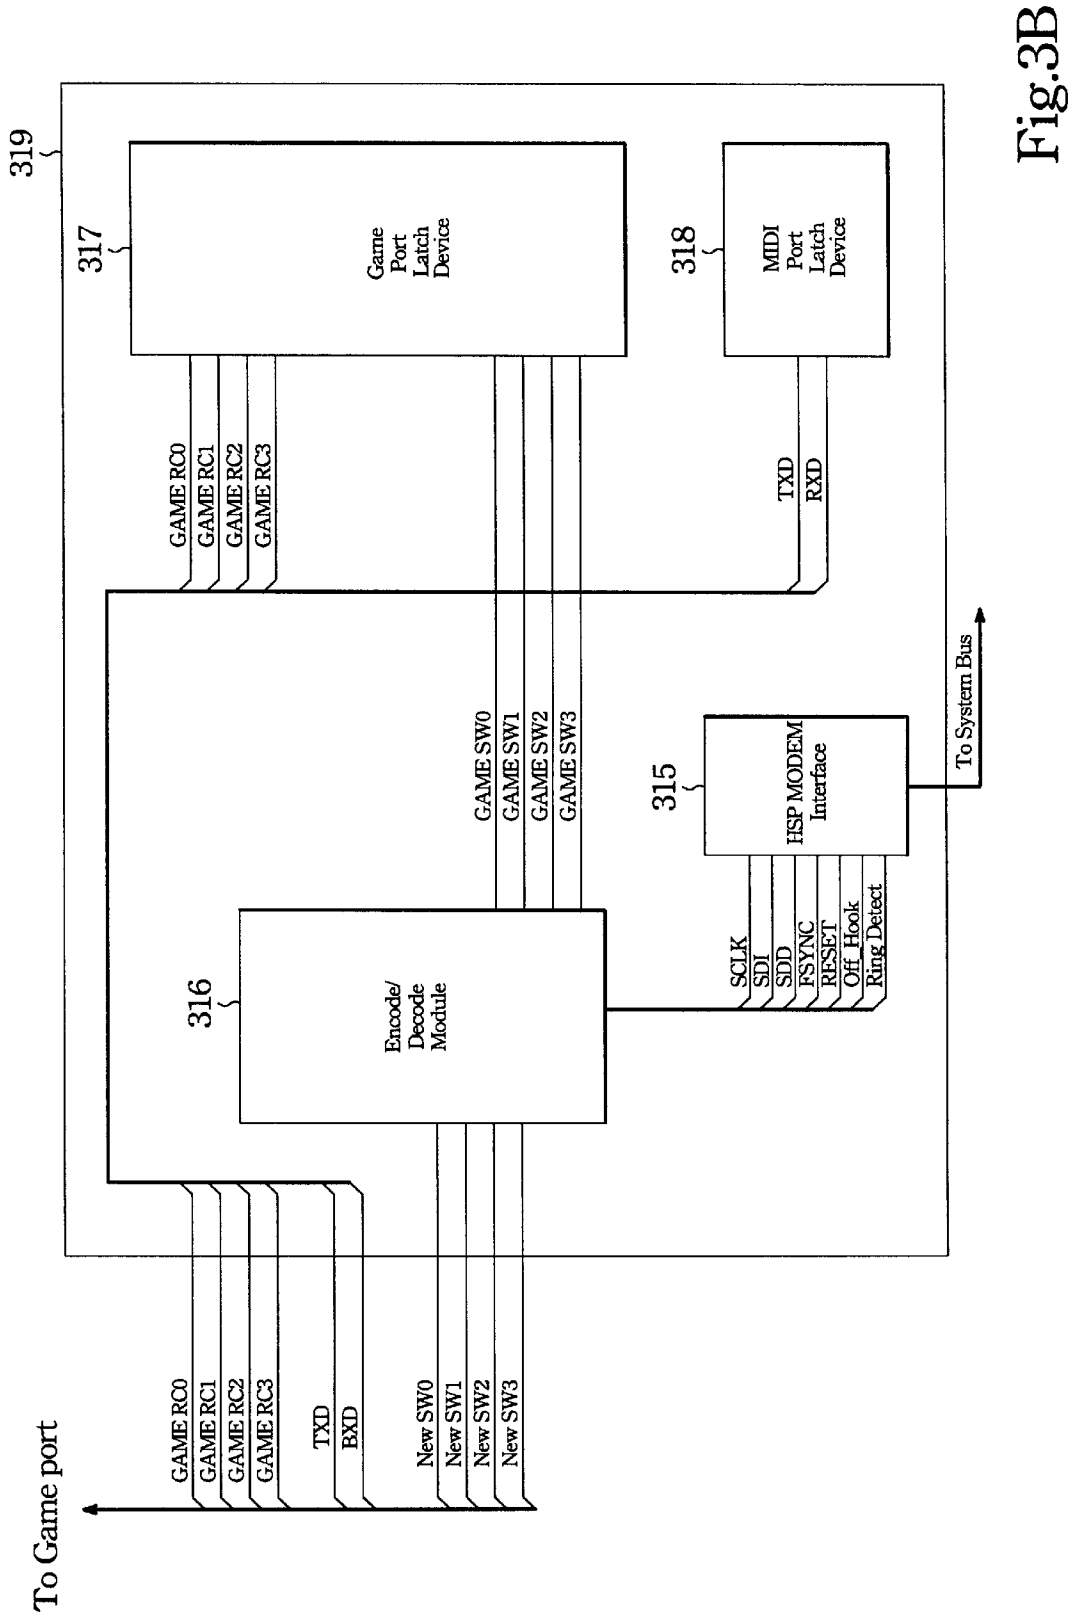 To Game port
GAME RC0
GAME RC1
GAME RC2
GAME RC3
TXD
BXD
New SW0
New SW1
New SW2
New SW3
316
Encode/
Decode
Module
GAME SW0
GAME SW1
GAME SW2
GAME SW3
SCLK
SDI
SDD
FSYNC
RESET
Off_Hook
Ring Detect
315
HSP MODEM
Interface
To System Bus
GAME RC0
GAME RC1
GAME RC2
GAME RC3
TXD
RXD
317
Game
Port
Latch
Device
318
MIDI
Port
Latch
Device
319
Fig.3B